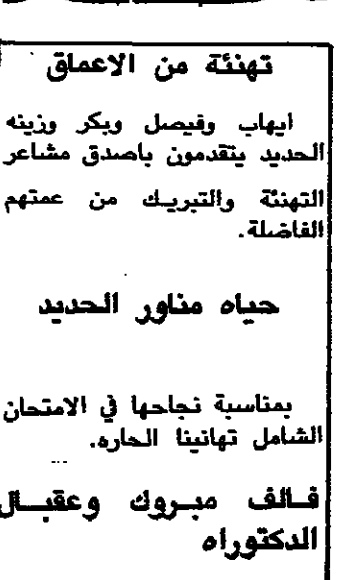 تهنئة من الاعماق
ايهاب وفيصل وبكر وزينه
الحديد يتقدمون باصدق مشاعر
التهنئة والتبريك من عمتهم
الفاضلة.
حياه مناور الحديد
بمناسبة نجاحها في الامتحان
الشامل تهانينا الحاره.
فالف مبروك وعقبال
الدكتوراه